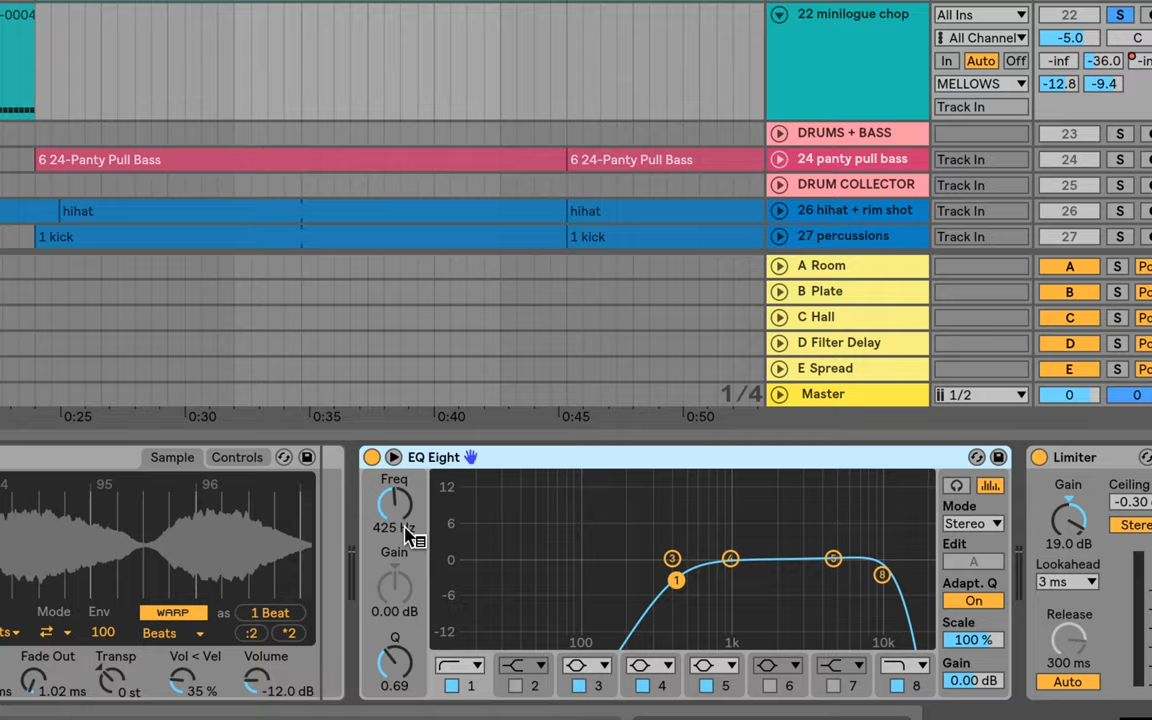 -0004
22 minilogue chop
All Ins
22
S
All Channel
-5.0
C
In
Auto
Off
-inf
-36.0
-in
MELLOWS
-12.8
-9.4
Track In
DRUMS + BASS
23
S
6 24-Panty Pull Bass
6 24-Panty Pull Bass
24 panty pull bass
Track In
24
S
DRUM COLLECTOR
25
S
hihat
hihat
26 hihat + rim shot
Track In
26
S
1 kick
1 kick
27 percussions
Track In
27
S
A Room
A
S
Po
B Plate
B
S
Po
C Hall
C
S
Po
D Filter Delay
D
S
Po
E Spread
E
S
Po
1/4
Master
1/2
0
0
0:25
0:30
0:35
0:40
0:45
0:50
Sample
Controls
EQ Eight
Limiter
4
95
96
Freq
425 Hz
Gain
0.00 dB
Q
0.69
12
6
0
-6
-12
3
4
5
1
8
100
1k
10k
Mode
Stereo
Edit
A
Adapt. Q
On
Scale
100 %
Gain
0.00 dB
Gain
19.0 dB
Ceiling
-0.30
Stere
Lookahead
3 ms
Release
300 ms
Auto
Mode
Env
WARP
as
1 Beat
ts
100
Beats
:2
*2
Fade Out
Transp
Vol < Vel
Volume
ms
1.02 ms
0 st
35 %
-12.0 dB
1
2
3
4
5
6
7
8